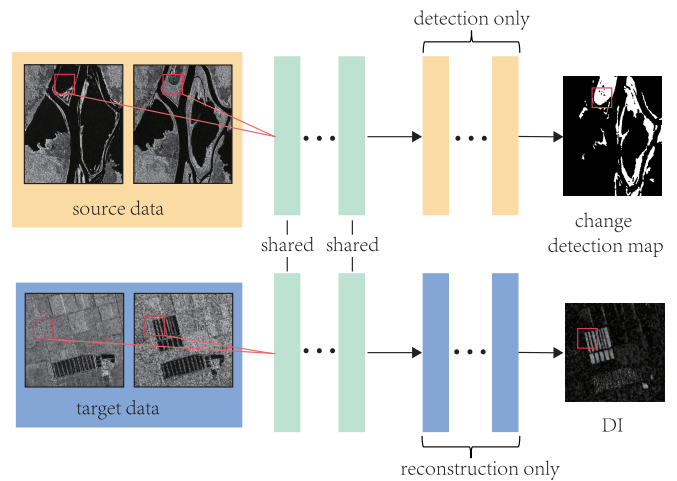 detection only
source data
change
detection map
shared shared
target data
DI
reconstruction only